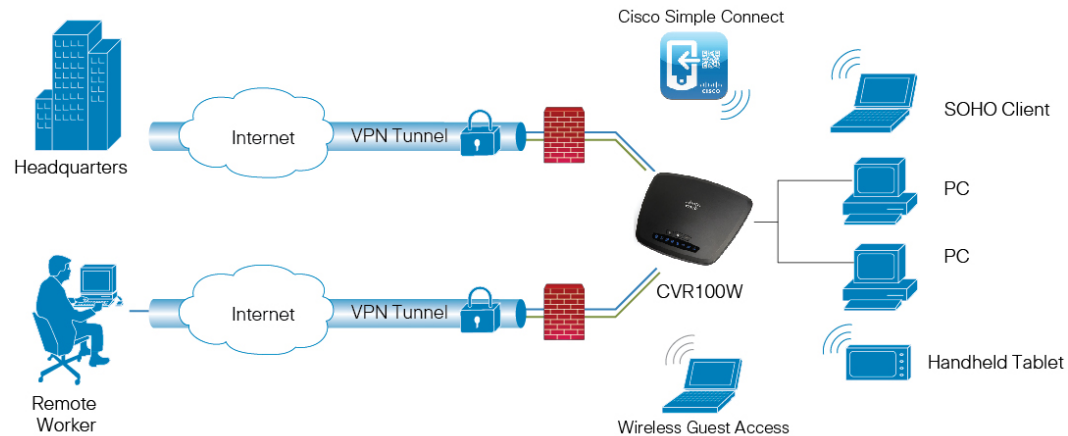 Cisco Simple Connect
CISCO
SOHO Client
Headquarters
Internet
VPN Tunnel
PC
PC
CVR100W
Internet
VPN Tunnel
Handheld Tablet
Remote
Worker
Wireless Guest Access